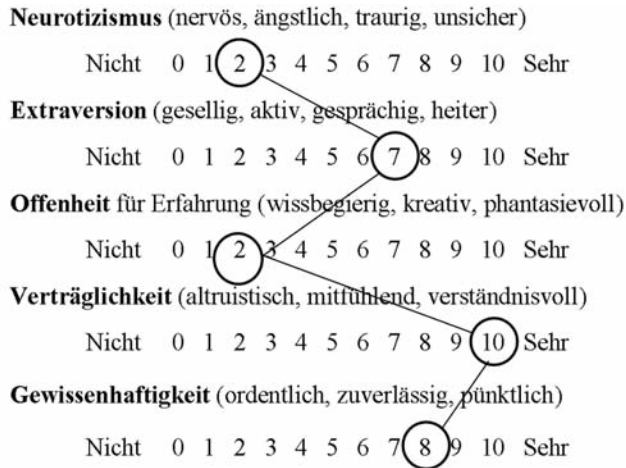 Neurotizismus (nervös, ängstlich, traurig, unsicher)
Nicht 0 1 2 3 4 5 6 7 8 9 10 Sehr
Extraversion (gesellig, aktiv, gesprächig, heiter)
Nicht 0 1 2 3 4 5 6 7 8 9 10 Sehr
Offenheit für Erfahrung (wissbegierig, kreativ, phantasievoll)
Nicht 0 1 2 3 4 5 6 7 8 9 10 Sehr
Verträglichkeit (altruistisch, mitfühlend, verständnisvoll)
Nicht 0 1 2 3 4 5 6 7 8 9 10 Sehr
Gewissenhaftigkeit (ordentlich, zuverlässig, pünktlich)
Nicht 0 1 2 3 4 5 6 7 8 9 10 Sehr